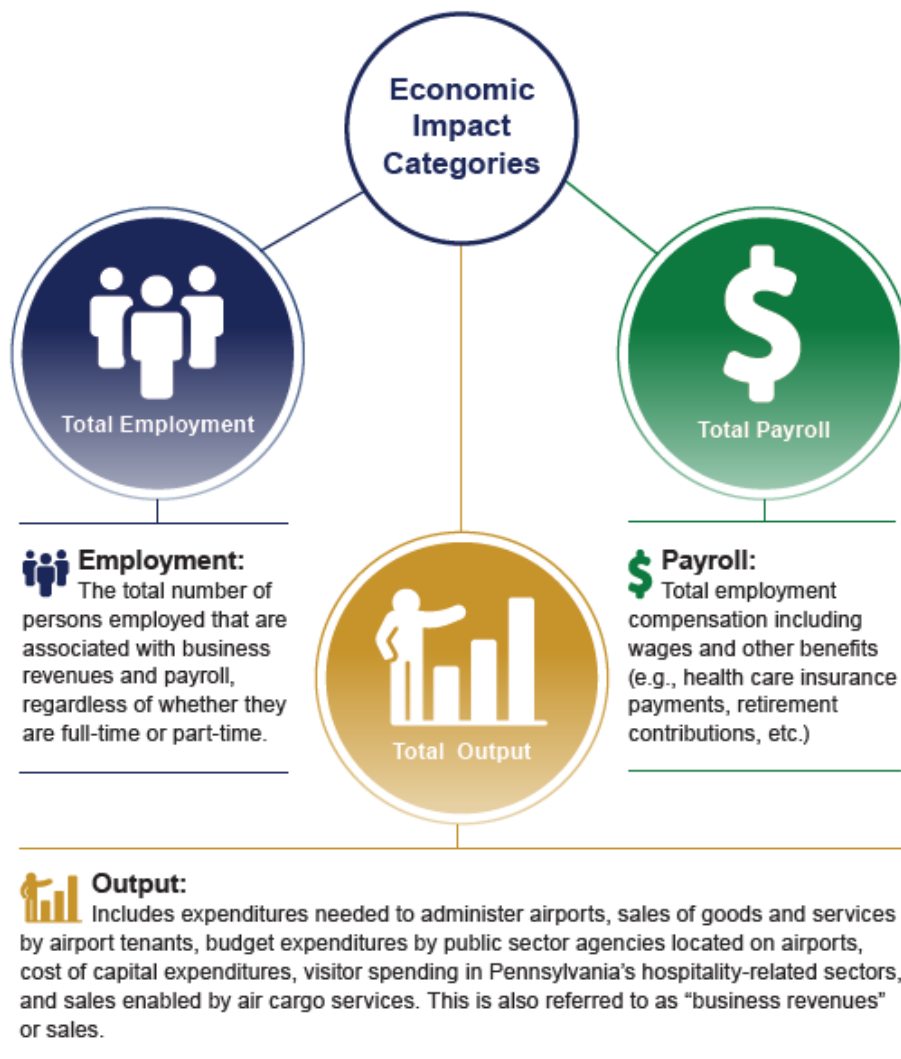 Economic
Impact
Categories
Total Employment
Total Payroll
Employment:
The total number of
persons employed that are
associated with business
revenues and payroll,
regardless of whether they
are full-time or part-time.
Payroll:
Total employment
compensation including
wages and other benefits
(e.g., health care insurance
payments, retirement
contributions, etc.)
Total Output
Output:
Includes expenditures needed to administer airports, sales of goods and services
by airport tenants, budget expenditures by public sector agencies located on airports,
cost of capital expenditures, visitor spending in Pennsylvania's hospitality-related sectors,
and sales enabled by air cargo services. This is also referred to as “business revenues”
or sales.